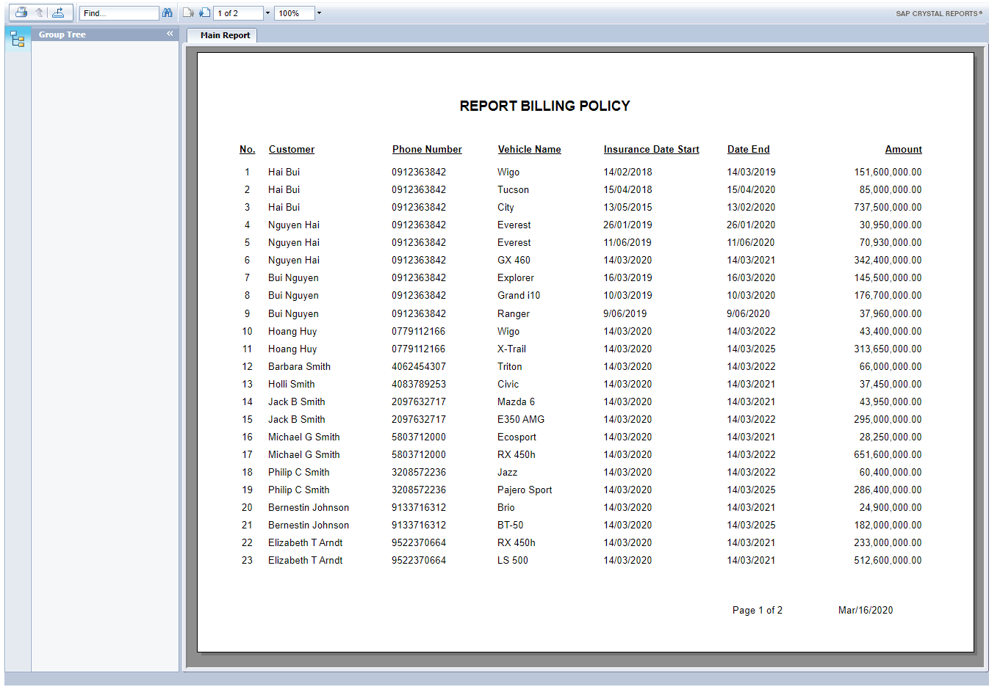 Find... 1 of 2 100% SAP CRYSTAL REPORTS®
Group Tree «
Main Report
REPORT BILLING POLICY
No. Customer Phone Number Vehicle Name Insurance Date Start Date End Amount
1 Hai Bui 0912363842 Wigo 14/02/2018 14/03/2019 151,600,000.00
2 Hai Bui 0912363842 Tucson 15/04/2018 15/04/2020 85,000,000.00
3 Hai Bui 0912363842 City 13/05/2015 13/02/2020 737,500,000.00
4 Nguyen Hai 0912363842 Everest 26/01/2019 26/01/2020 30,950,000.00
5 Nguyen Hai 0912363842 Everest 11/06/2019 11/06/2020 70,930,000.00
6 Nguyen Hai 0912363842 GX 460 14/03/2020 14/03/2021 342,400,000.00
7 Bui Nguyen 0912363842 Explorer 16/03/2019 16/03/2020 145,500,000.00
8 Bui Nguyen 0912363842 Grand i10 10/03/2019 10/03/2020 176,700,000.00
9 Bui Nguyen 0912363842 Ranger 9/06/2019 9/06/2020 37,960,000.00
10 Hoang Huy 0779112166 Wigo 14/03/2020 14/03/2022 43,400,000.00
11 Hoang Huy 0779112166 X-Trail 14/03/2020 14/03/2025 313,650,000.00
12 Barbara Smith 4062454307 Triton 14/03/2020 14/03/2022 66,000,000.00
13 Holli Smith 4083789253 Civic 14/03/2020 14/03/2021 37,450,000.00
14 Jack B Smith 2097632717 Mazda 6 14/03/2020 14/03/2021 43,950,000.00
15 Jack B Smith 2097632717 E350 AMG 14/03/2020 14/03/2022 295,000,000.00
16 Michael G Smith 5803712000 Ecosport 14/03/2020 14/03/2021 28,250,000.00
17 Michael G Smith 5803712000 RX 450h 14/03/2020 14/03/2022 651,600,000.00
18 Philip C Smith 3208572236 Jazz 14/03/2020 14/03/2022 60,400,000.00
19 Philip C Smith 3208572236 Pajero Sport 14/03/2020 14/03/2025 286,400,000.00
20 Bernestin Johnson 9133716312 Brio 14/03/2020 14/03/2021 24,900,000.00
21 Bernestin Johnson 9133716312 BT-50 14/03/2020 14/03/2025 182,000,000.00
22 Elizabeth T Arndt 9522370664 RX 450h 14/03/2020 14/03/2021 233,000,000.00
23 Elizabeth T Arndt 9522370664 LS 500 14/03/2020 14/03/2021 512,600,000.00
Page 1 of 2 Mar/16/2020